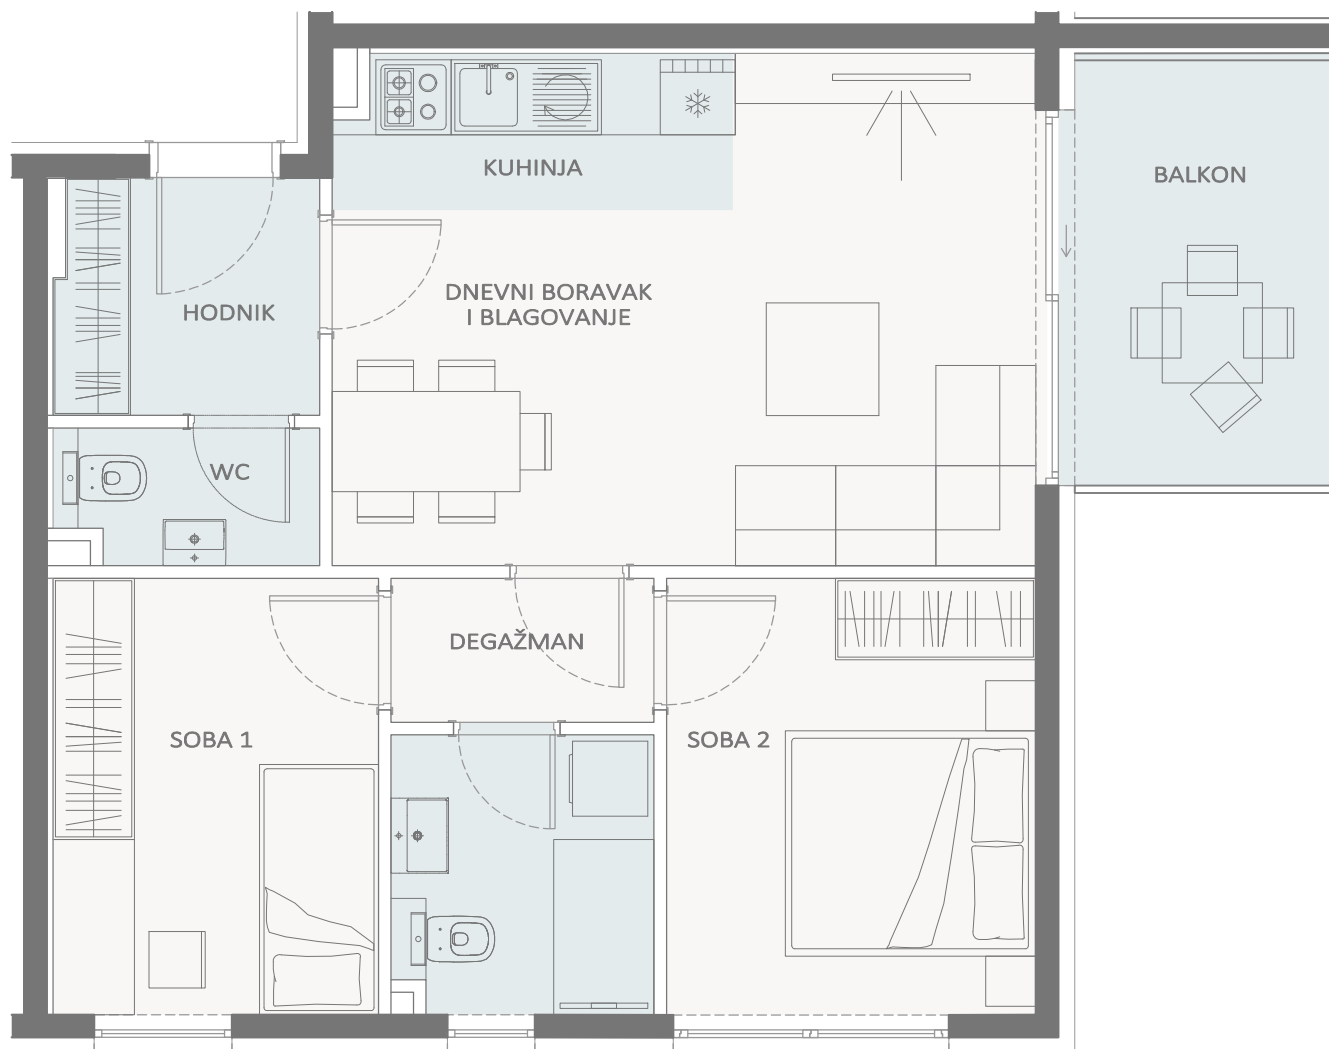 KUHINJA
BALKON
DNEVNI BORAVAK
I BLAGOVANJE
HODNIK
WC
DEGAŽMAN
SOBA 1
SOBA 2